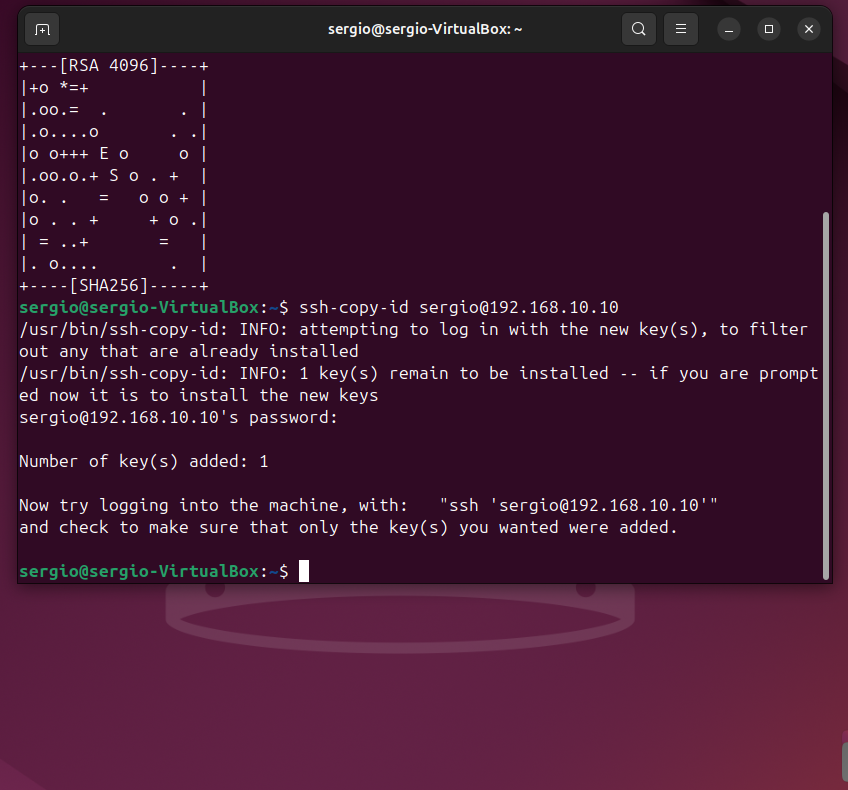 sergio@sergio-VirtualBox: ~
+---[RSA 4096]----+
|+o *=+           |
|.oo.=  .       . |
|.o....o       . .|
|o o+++ E o     o |
|.oo.o.+ S o . +  |
|o. .   =   o o + |
|o . . +     + o .|
| = ..+       =   |
|. o....       .  |
+----[SHA256]-----+
sergio@sergio-VirtualBox:~$ ssh-copy-id sergio@192.168.10.10
/usr/bin/ssh-copy-id: INFO: attempting to log in with the new key(s), to filter
out any that are already installed
/usr/bin/ssh-copy-id: INFO: 1 key(s) remain to be installed -- if you are prompt
ed now it is to install the new keys
sergio@192.168.10.10's password:
Number of key(s) added: 1
Now try logging into the machine, with:   "ssh 'sergio@192.168.10.10'"
and check to make sure that only the key(s) you wanted were added.
sergio@sergio-VirtualBox:~$